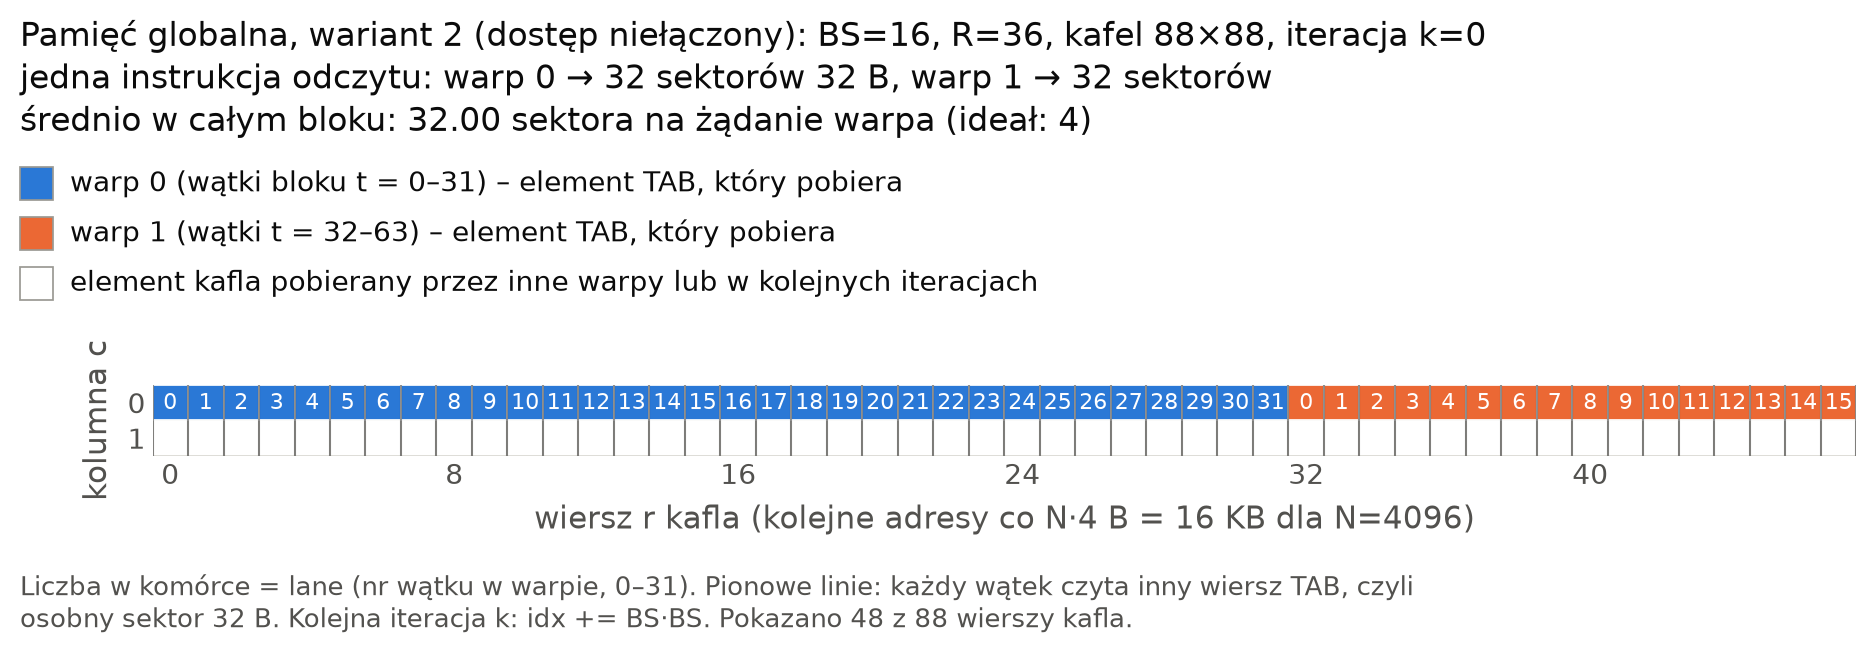 Pamięć globalna, wariant 2 (dostęp niełączony): BS=16, R=36, kafel 88×88, iteracja k=0
jedna instrukcja odczytu: warp 0 → 32 sektorów 32 B, warp 1 → 32 sektorów
średnio w całym bloku: 32.00 sektora na żądanie warpa (ideał: 4)
warp 0 (wątki bloku t = 0–31) – element TAB, który pobiera
warp 1 (wątki t = 32–63) – element TAB, który pobiera
element kafla pobierany przez inne warpy lub w kolejnych iteracjach
kolumna c
0 0 1 2 3 4 5 6 7 8 9 10 11 12 13 14 15 16 17 18 19 20 21 22 23 24 25 26 27 28 29 30 31 0 1 2 3 4 5 6 7 8 9 10 11 12 13 14 15
1
0 8 16 24 32 40
wiersz r kafla (kolejne adresy co N·4 B = 16 KB dla N=4096)
Liczba w komórce = lane (nr wątku w warpie, 0–31). Pionowe linie: każdy wątek czyta inny wiersz TAB, czyli
osobny sektor 32 B. Kolejna iteracja k: idx += BS·BS. Pokazano 48 z 88 wierszy kafla.